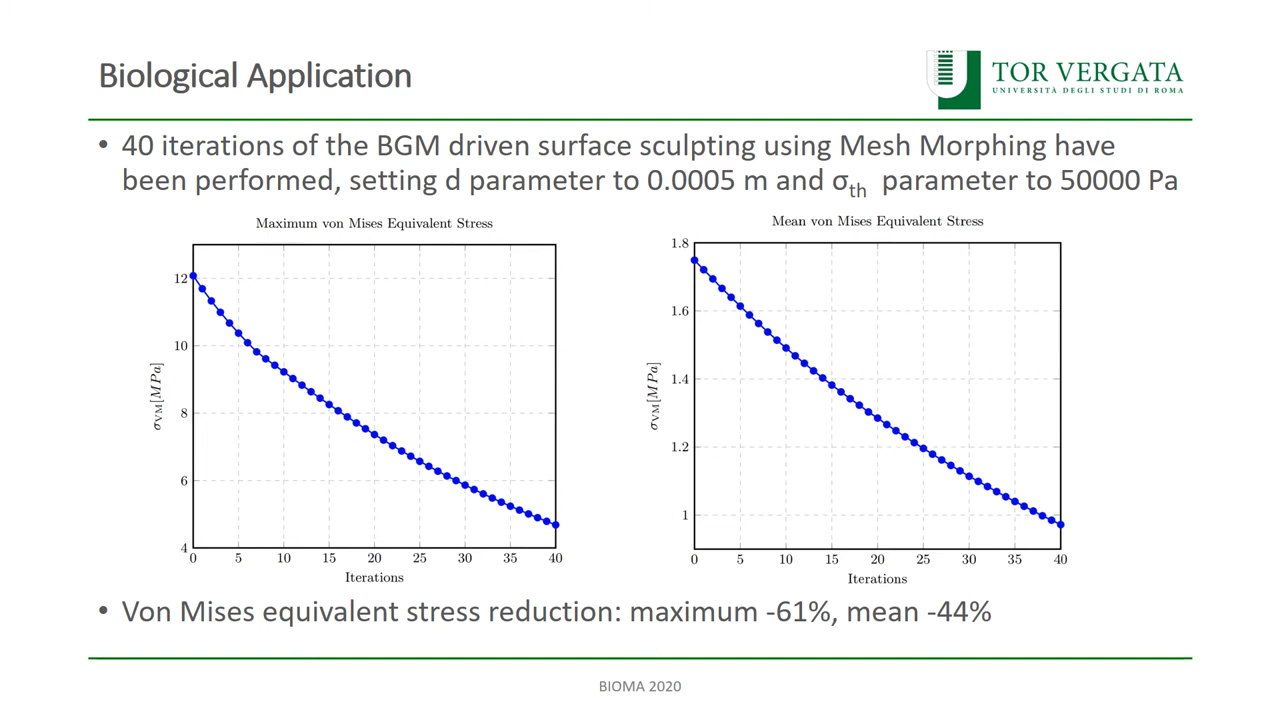 Biological Application
TOR VERGATA
UNIVERSITÀ DEGLI STUDI DI ROMA
• 40 iterations of the BGM driven surface sculpting using Mesh Morphing have
been performed, setting d parameter to 0.0005 m and σth parameter to 50000 Pa
Maximum von Mises Equivalent Stress
12
10
8
6
4
σVM[MPa]
0 5 10 15 20 25 30 35 40
Iterations
Mean von Mises Equivalent Stress
1.8
1.6
1.4
1.2
1
σVM[MPa]
0 5 10 15 20 25 30 35 40
Iterations
• Von Mises equivalent stress reduction: maximum -61%, mean -44%
BIOMA 2020